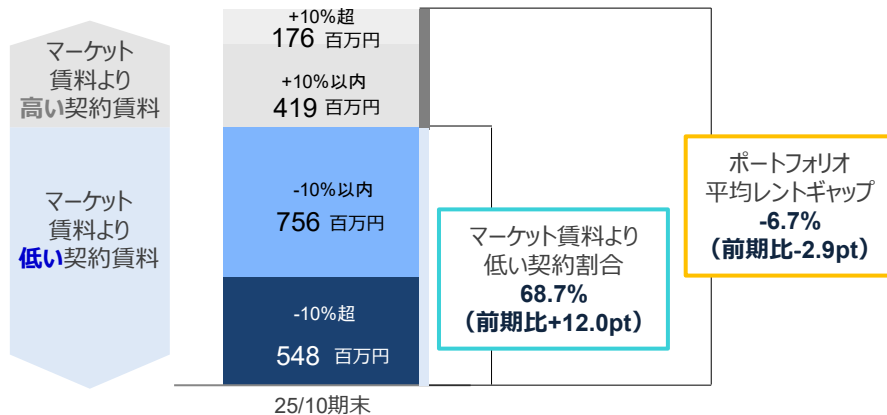 マーケット
賃料より
高い契約賃料
マーケット
賃料より
低い契約賃料
+10%超
176 百万円
+10%以内
419 百万円
-10%以内
756 百万円
-10%超
548 百万円
25/10期末
マーケット賃料より
低い契約割合
68.7%
（前期比+12.0pt）
ポートフォリオ
平均レントギャップ
-6.7%
（前期比-2.9pt）